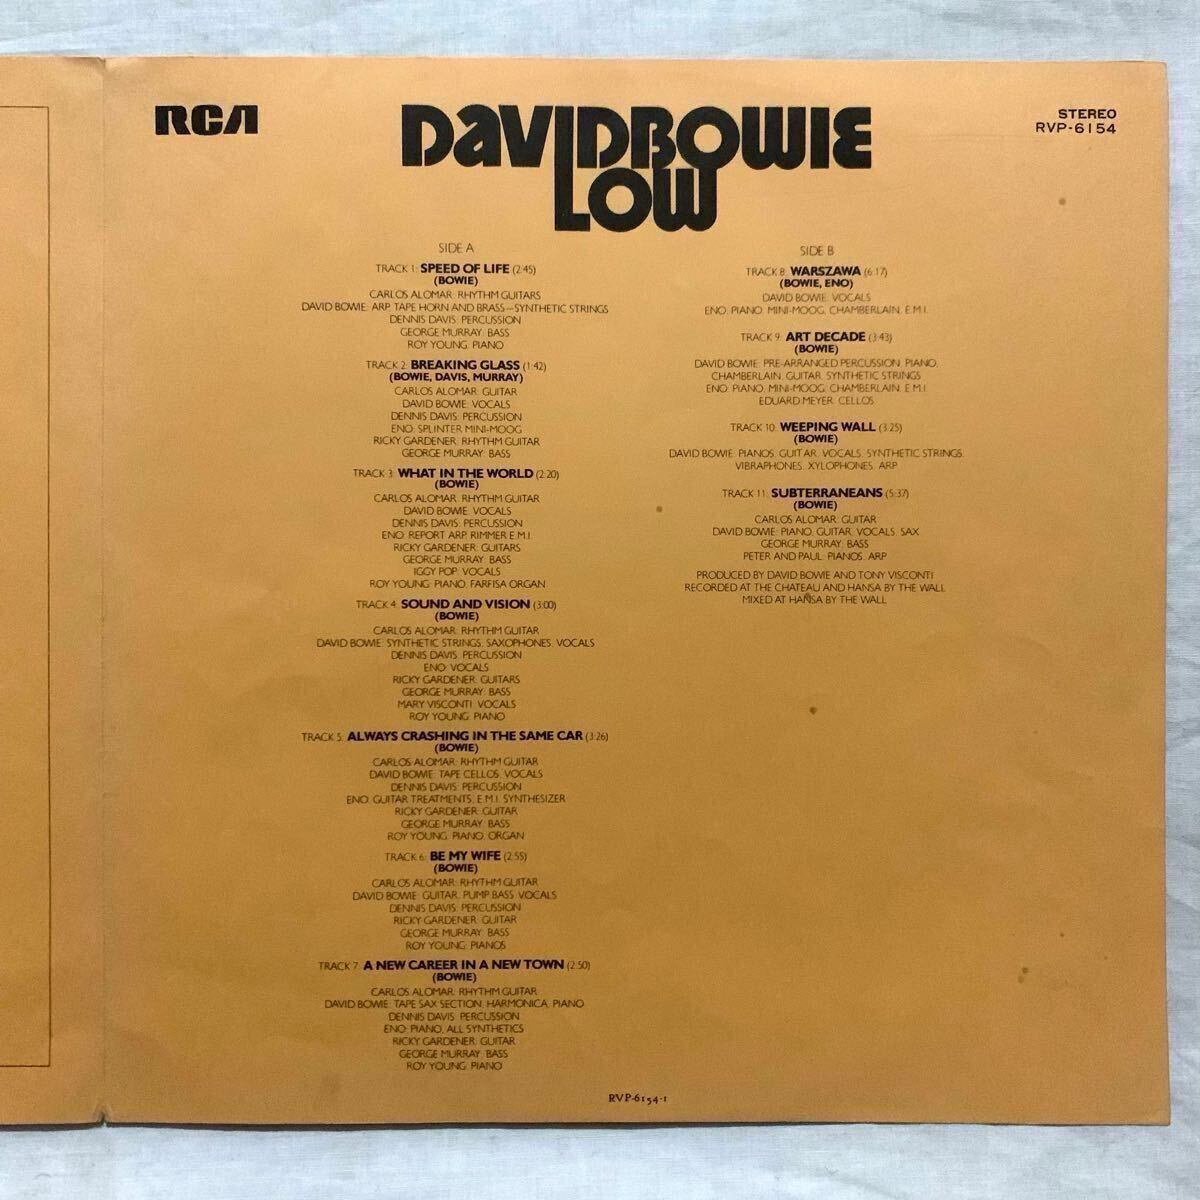 RCA
DAVID BOWIE
LOW
STEREO
RVP-6154
SIDE A
TRACK 1: SPEED OF LIFE (2:45)
(BOWIE)
CARLOS ALOMAR: RHYTHM GUITARS
DAVID BOWIE: ARP, TAPE HORN AND BRASS—SYNTHETIC STRINGS
DENNIS DAVIS: PERCUSSION
GEORGE MURRAY: BASS
ROY YOUNG: PIANO
TRACK 2: BREAKING GLASS (1:42)
(BOWIE, DAVIS, MURRAY)
CARLOS ALOMAR: GUITAR
DAVID BOWIE: VOCALS
DENNIS DAVIS: PERCUSSION
ENO: SPLINTER MINI-MOOG
RICKY GARDENER: RHYTHM GUITAR
GEORGE MURRAY: BASS
TRACK 3: WHAT IN THE WORLD (2:20)
(BOWIE)
CARLOS ALOMAR: RHYTHM GUITAR
DAVID BOWIE: VOCALS
DENNIS DAVIS: PERCUSSION
ENO: REPORT ARP, RIMMER E.M.I.
RICKY GARDENER: GUITARS
GEORGE MURRAY: BASS
IGGY POP: VOCALS
ROY YOUNG: PIANO, FARFISA ORGAN
TRACK 4: SOUND AND VISION (3:00)
(BOWIE)
CARLOS ALOMAR: RHYTHM GUITAR
DAVID BOWIE: SYNTHETIC STRINGS, SAXOPHONES, VOCALS
DENNIS DAVIS: PERCUSSION
ENO: VOCALS
RICKY GARDENER: GUITARS
GEORGE MURRAY: BASS
MARY VISCONTI: VOCALS
ROY YOUNG: PIANO
TRACK 5: ALWAYS CRASHING IN THE SAME CAR (3:26)
(BOWIE)
CARLOS ALOMAR: RHYTHM GUITAR
DAVID BOWIE: TAPE CELLOS, VOCALS
DENNIS DAVIS: PERCUSSION
ENO: GUITAR TREATMENTS, E.M.I. SYNTHESIZER
RICKY GARDENER: GUITAR
GEORGE MURRAY: BASS
ROY YOUNG: PIANO, ORGAN
TRACK 6: BE MY WIFE (2:55)
(BOWIE)
CARLOS ALOMAR: RHYTHM GUITAR
DAVID BOWIE: GUITAR, PUMP BASS, VOCALS
DENNIS DAVIS: PERCUSSION
RICKY GARDENER: GUITAR
GEORGE MURRAY: BASS
ROY YOUNG: PIANOS
TRACK 7: A NEW CAREER IN A NEW TOWN (2:50)
(BOWIE)
CARLOS ALOMAR: RHYTHM GUITAR
DAVID BOWIE: TAPE SAX SECTION, HARMONICA, PIANO
DENNIS DAVIS: PERCUSSION
ENO: PIANO, ALL SYNTHETICS
RICKY GARDENER: GUITAR
GEORGE MURRAY: BASS
ROY YOUNG: PIANO
SIDE B
TRACK 8: WARSZAWA (6:17)
(BOWIE, ENO)
DAVID BOWIE: VOCALS
ENO: PIANO, MINI-MOOG, CHAMBERLAIN, E.M.I.
TRACK 9: ART DECADE (3:43)
(BOWIE)
DAVID BOWIE: PRE-ARRANGED PERCUSSION, PIANO,
CHAMBERLAIN, GUITAR, SYNTHETIC STRINGS
ENO: PIANO, MINI-MOOG, CHAMBERLAIN, E.M.I.
EDUARD MEYER: CELLOS
TRACK 10: WEEPING WALL (3:25)
(BOWIE)
DAVID BOWIE: PIANOS, GUITAR, VOCALS, SYNTHETIC STRINGS,
VIBRAPHONES, XYLOPHONES, ARP
TRACK 11: SUBTERRANEANS (5:37)
(BOWIE)
CARLOS ALOMAR: GUITAR
DAVID BOWIE: PIANO, GUITAR, VOCALS, SAX
GEORGE MURRAY: BASS
PETER AND PAUL: PIANOS, ARP
PRODUCED BY DAVID BOWIE AND TONY VISCONTI
RECORDED AT THE CHATEAU AND HANSA BY THE WALL
MIXED AT HANSA BY THE WALL
RVP-6154-1